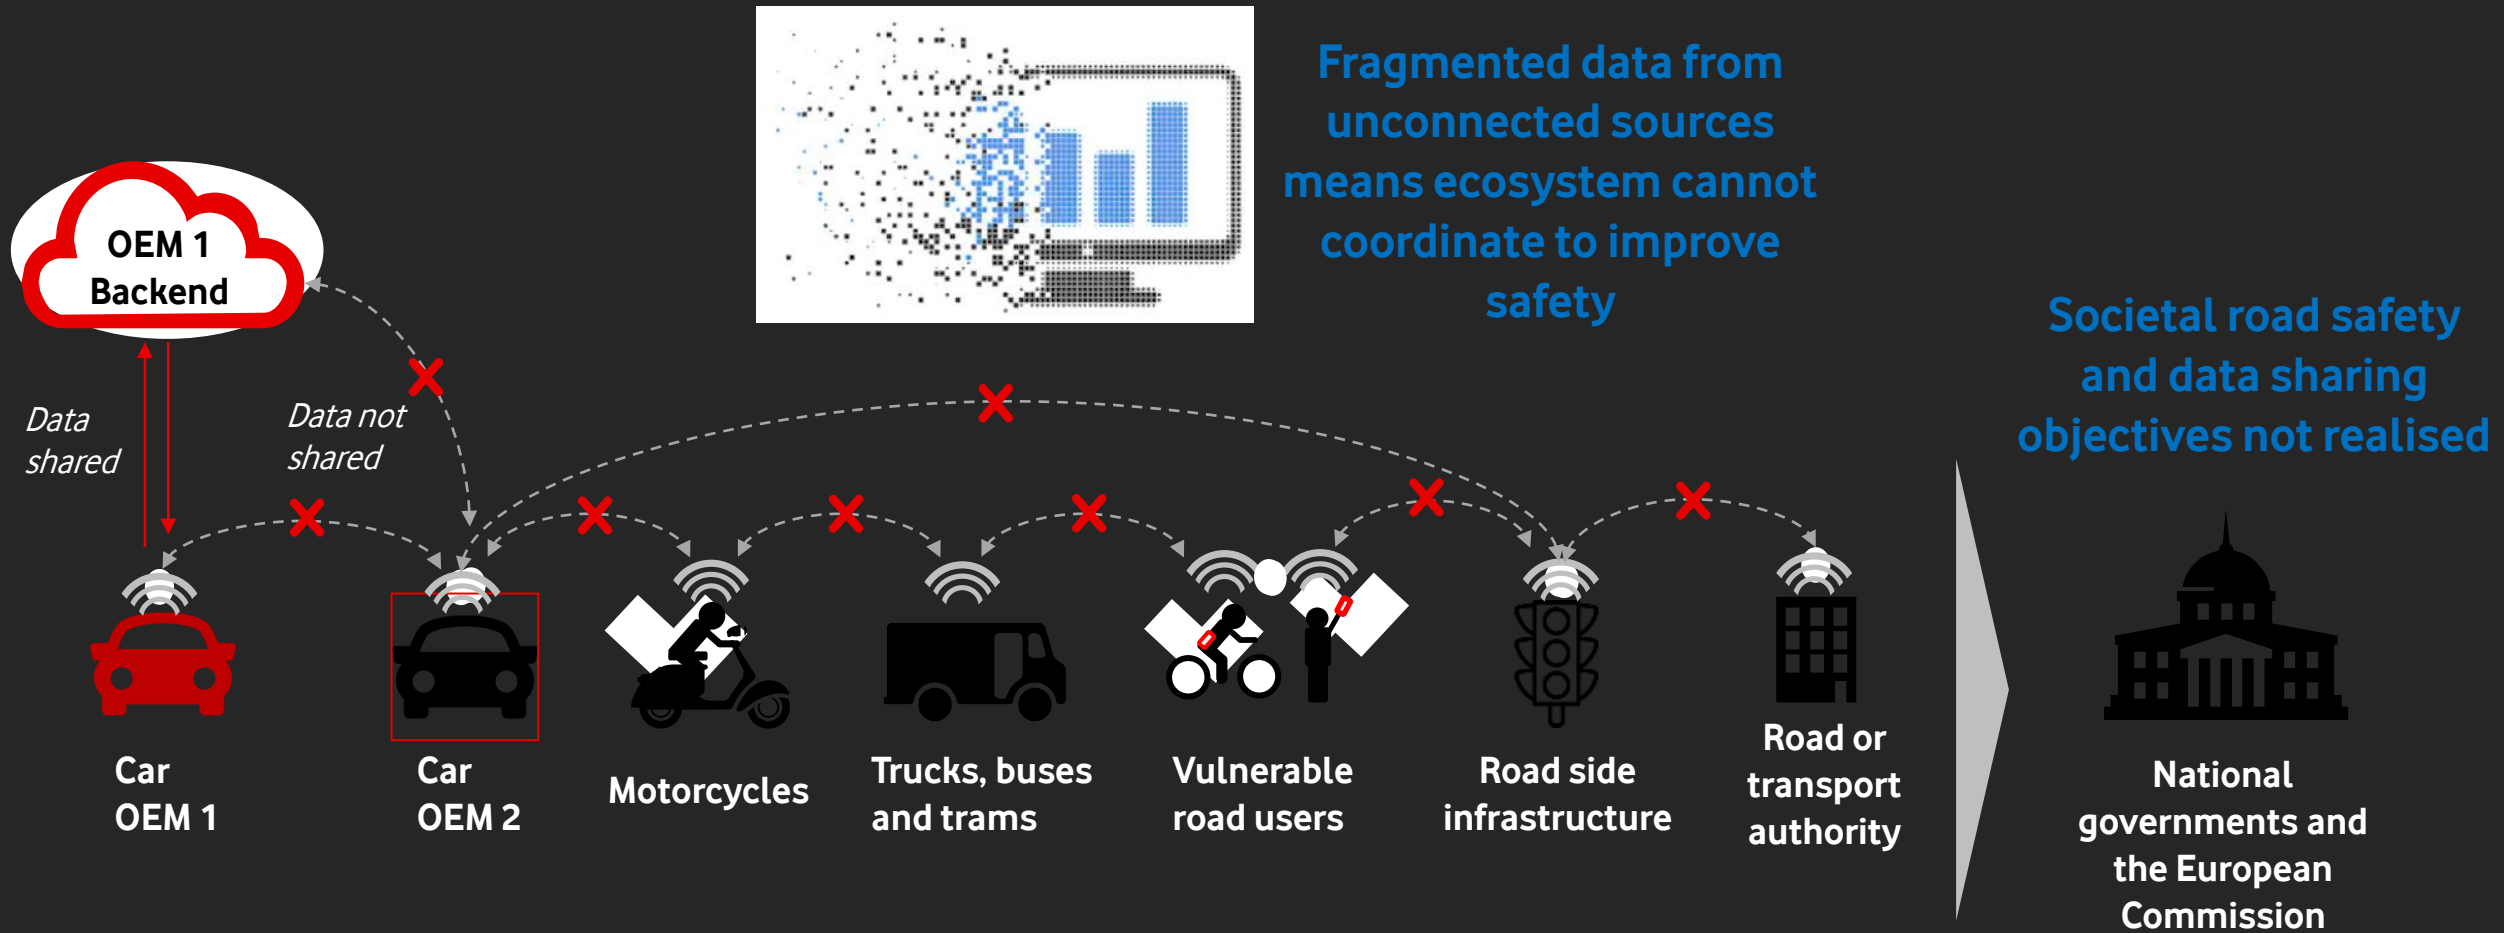 Fragmented data from
unconnected sources
means ecosystem cannot
coordinate to improve
safety
OEM 1
Backend
Societal road safety
and data sharing
objectives not realised
Data
shared
Data not
shared
Car
OEM 1
Car
OEM 2
Motorcycles
Trucks, buses
and trams
Vulnerable
road users
Road side
infrastructure
Road or
transport
authority
National
governments and
the European
Commission